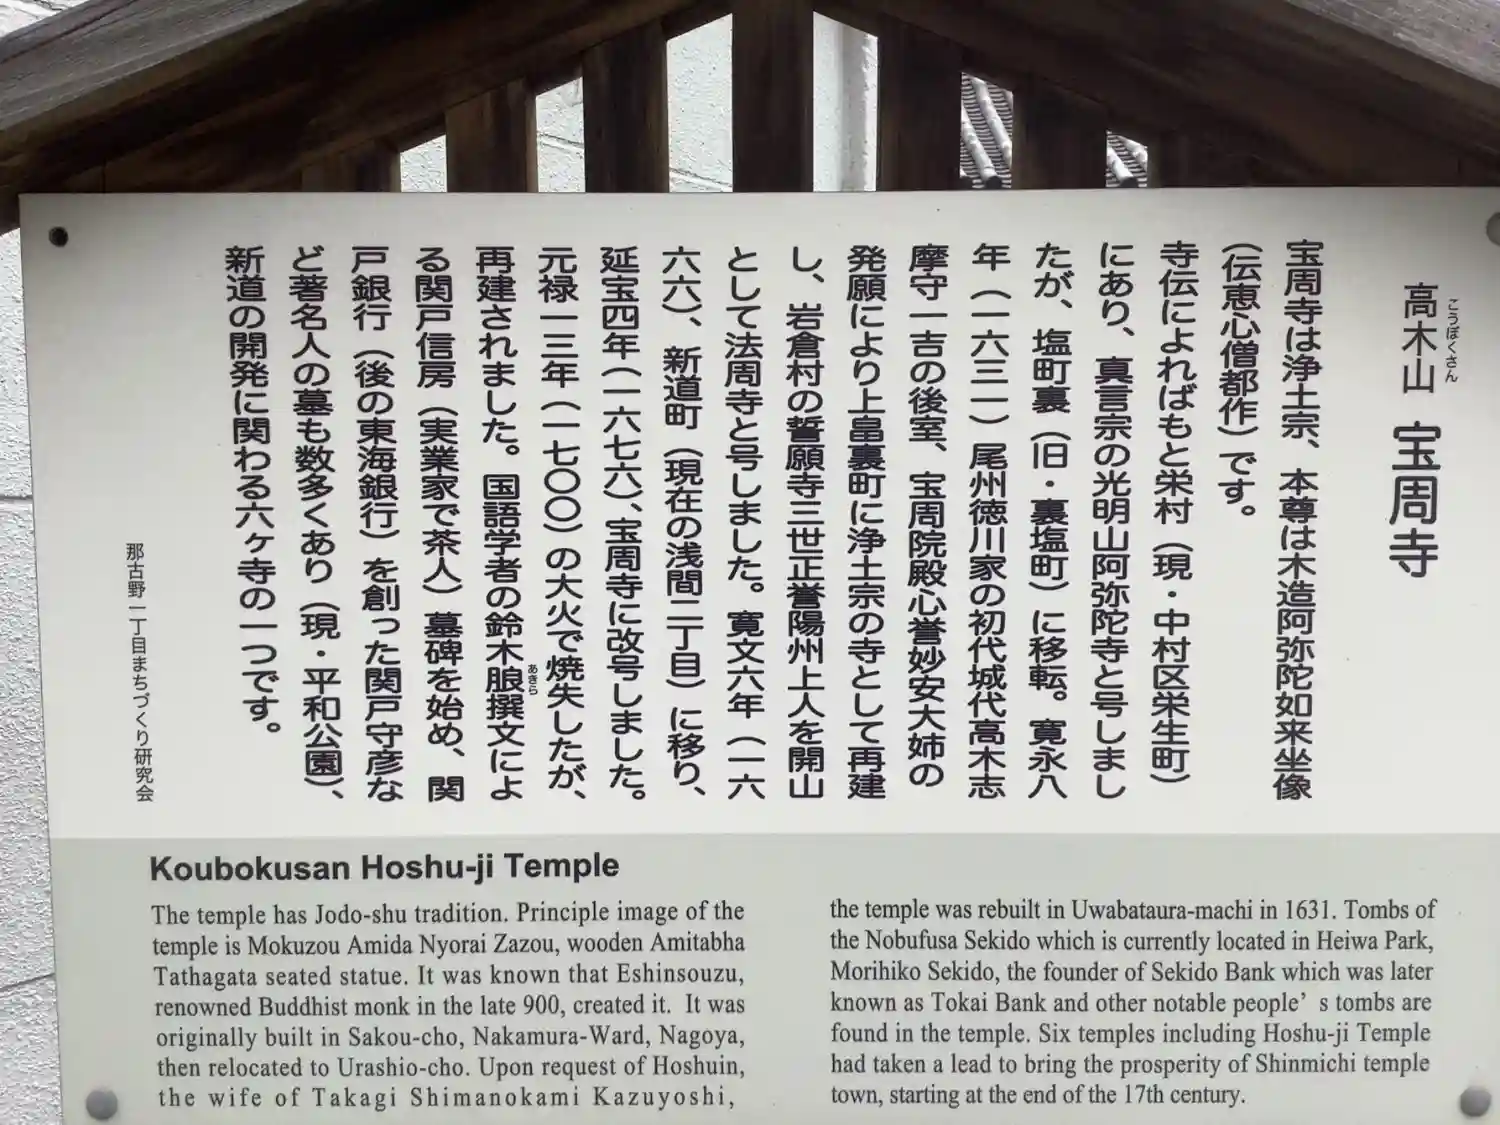 高木山 宝周寺
こうぼくさん
宝周寺は浄土宗、本尊は木造阿弥陀如来坐像
（伝恵心僧都作）です。
寺伝によればもと栄村（現・中村区栄生町）
にあり、真言宗の光明山阿弥陀寺と号しまし
たが、塩町裏（旧・裏塩町）に移転。寛永八
年（一六三一）尾州徳川家の初代城代高木志
摩守一吉の後室、宝周院殿心誉妙安大姉の
発願により上畠裏町に浄土宗の寺として再建
し、岩倉村の誓願寺三世正誉陽州上人を開山
として法周寺と号しました。寛文六年（一六
六六）、新道町（現在の浅間二丁目）に移り、
延宝四年（一六七六）、宝周寺に改号しました。
元禄一三年（一七〇〇）の大火で焼失したが、
再建されました。国語学者の鈴木朖撰文によ
あきら
る関戸信房（実業家で茶人）墓碑を始め、関
戸銀行（後の東海銀行）を創った関戸守彦な
ど著名人の墓も数多くあり（現・平和公園）、
新道の開発に関わる六ヶ寺の一つです。
那古野一丁目まちづくり研究会
Koubokusan Hoshu-ji Temple
The temple has Jodo-shu tradition. Principle image of the
temple is Mokuzou Amida Nyorai Zazou, wooden Amitabha
Tathagata seated statue. It was known that Eshinsouzu,
renowned Buddhist monk in the late 900, created it. It was
originally built in Sakou-cho, Nakamura-Ward, Nagoya,
then relocated to Urashio-cho. Upon request of Hoshuin,
the wife of Takagi Shimanokami Kazuyoshi,
the temple was rebuilt in Uwabataura-machi in 1631. Tombs of
the Nobufusa Sekido which is currently located in Heiwa Park,
Morihiko Sekido, the founder of Sekido Bank which was later
known as Tokai Bank and other notable people’s tombs are
found in the temple. Six temples including Hoshu-ji Temple
had taken a lead to bring the prosperity of Shinmichi temple
town, starting at the end of the 17th century.